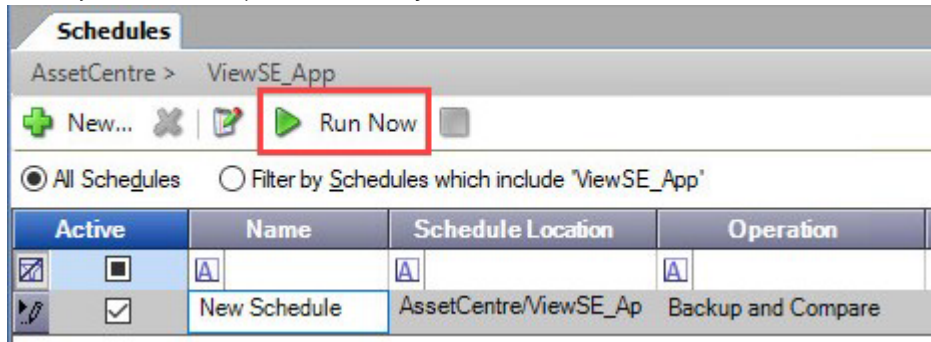 Schedules
AssetCentre > ViewSE_App
New... Run Now
All Schedules Filter by Schedules which include 'ViewSE_App'
Active Name Schedule Location Operation
A A A
New Schedule AssetCentre/ViewSE_Ap Backup and Compare